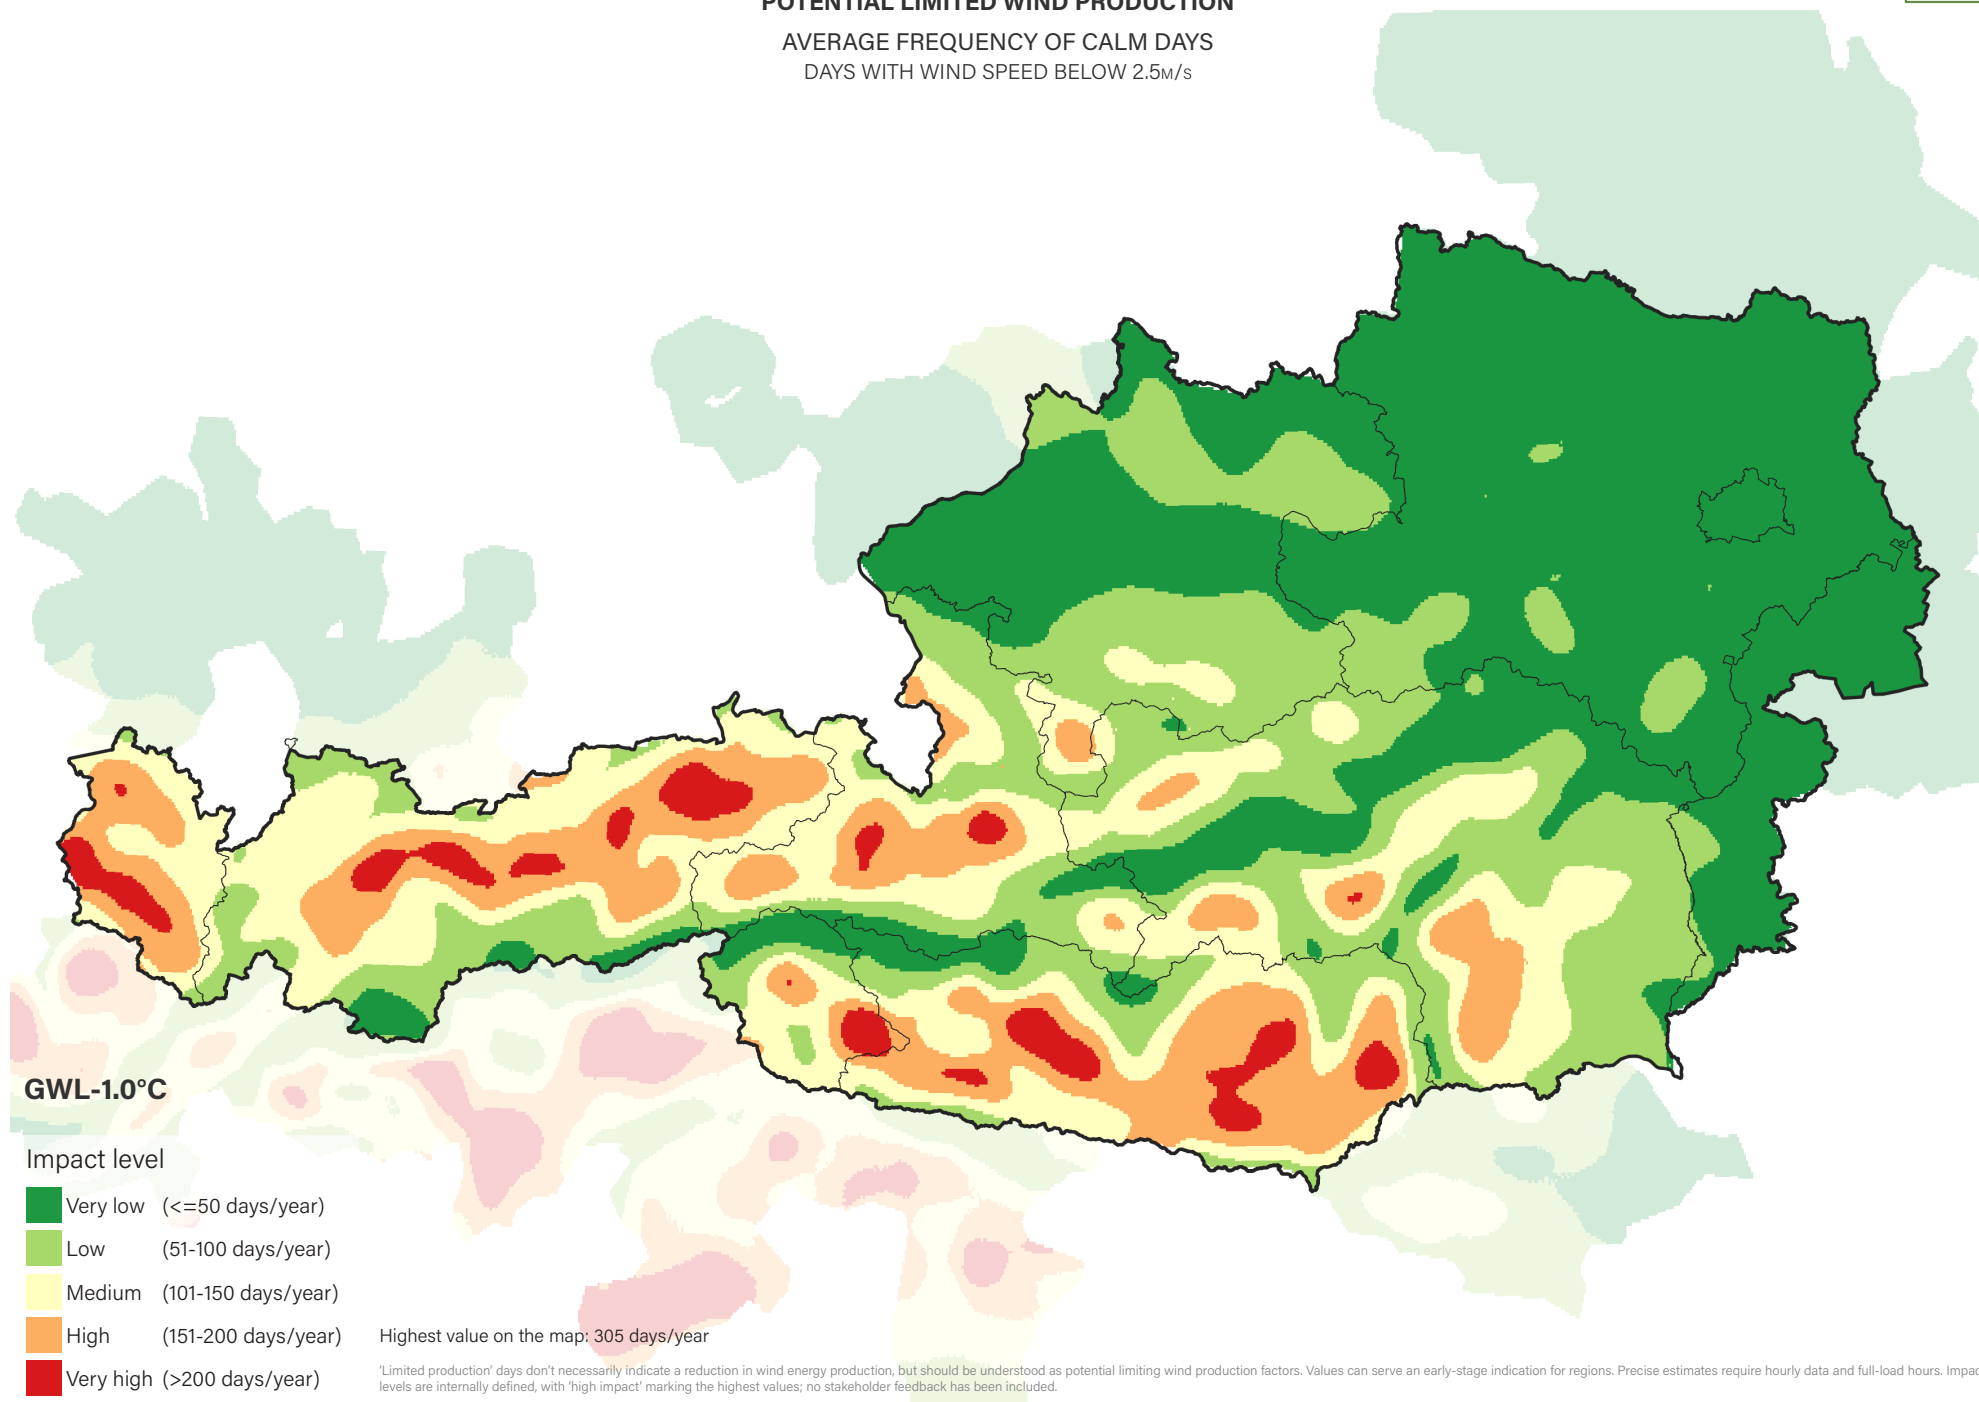 POTENTIAL LIMITED WIND PRODUCTION
AVERAGE FREQUENCY OF CALM DAYS
DAYS WITH WIND SPEED BELOW 2.5M/S
GWL-1.0°C
Impact level
Very low (<=50 days/year)
Low (51-100 days/year)
Medium (101-150 days/year)
High (151-200 days/year) Highest value on the map: 305 days/year
Very high (>200 days/year)
'Limited production' days don't necessarily indicate a reduction in wind energy production, but should be understood as potential limiting wind production factors. Values can serve an early-stage indication for regions. Precise estimates require hourly data and full-load hours. Impac
levels are internally defined, with 'high impact' marking the highest values; no stakeholder feedback has been included.